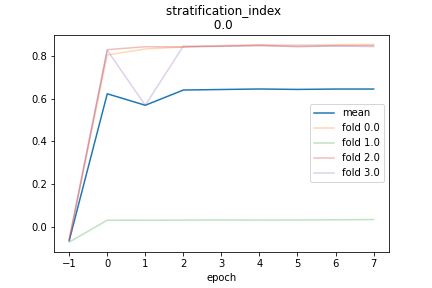 stratification_index
0.0
0.8
0.6
0.4
0.2
0.0
mean
fold 0.0
fold 1.0
fold 2.0
fold 3.0
−1 0 1 2 3 4 5 6 7
epoch